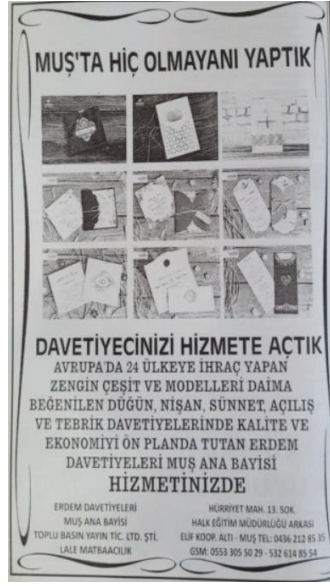 MUŞ'TA HİÇ OLMAYANI YAPTIK
DAVETİYECİNİZİ HİZMETE AÇTIK
AVRUPA'DA 24 ÜLKEYE İHRAÇ YAPAN
ZENGİN ÇEŞİT VE MODELLERİ DAİMA
BEĞENİLEN DÜĞÜN, NİŞAN, SÜNNET, AÇILIŞ
VE TEBRİK DAVETİYELERİNDE KALİTE VE
EKONOMİYİ ÖN PLANDA TUTAN ERDEM
DAVETİYELERİ MUŞ ANA BAYİSİ
HİZMETİNİZDE
ERDEM DAVETİYELERİ
MUŞ ANA BAYİSİ
TOPLU BASIN YAYIN TİC. LTD. ŞTİ.
LALE MATBAACILIK
HÜRRİYET MAH. 13. SOK.
HALK EĞİTİM MÜDÜRLÜĞÜ ARKASI
ELİF KOOP. ALTI - MUŞ TEL: 0436 212 85 35
GSM: 0553 305 50 29 - 532 614 85 54